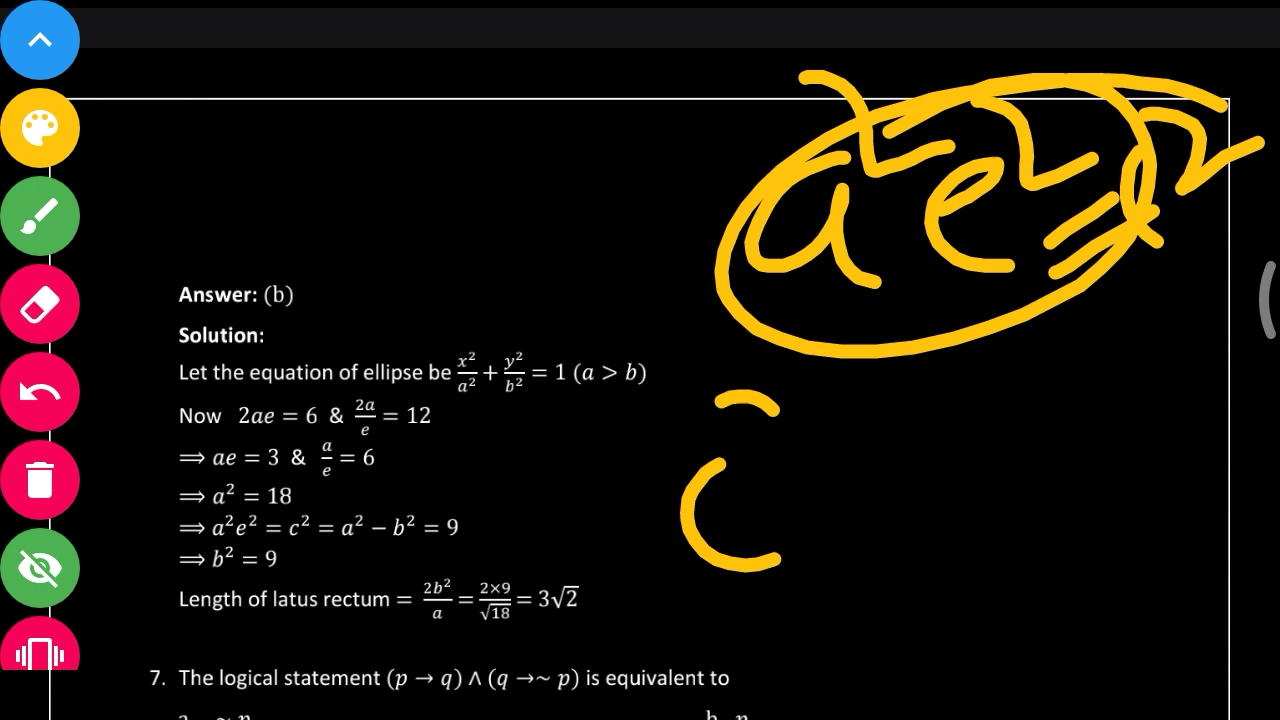 a²e²=c²
Answer: (b)
Solution:
Let the equation of ellipse be x²/a² + y²/b² = 1 (a > b)
Now 2ae = 6 & 2a/e = 12
⟹ ae = 3 & a/e = 6
⟹ a² = 18
⟹ a²e² = c² = a² − b² = 9
⟹ b² = 9
Length of latus rectum = 2b²/a = 2×9/√18 = 3√2
7. The logical statement (p → q) ∧ (q →~ p) is equivalent to